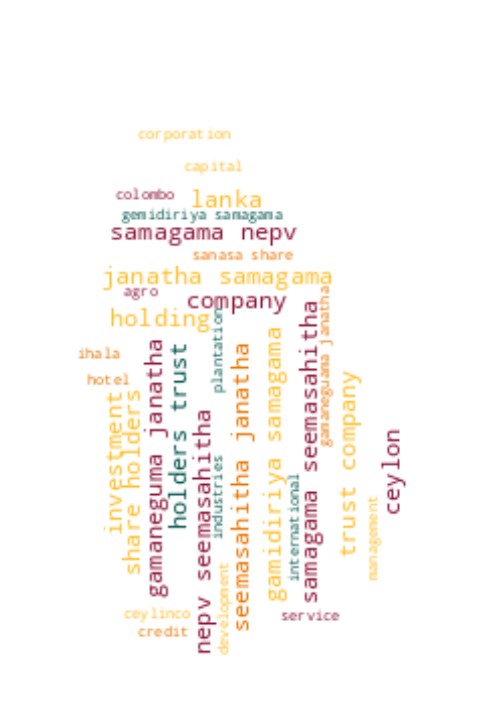 corporation
capital
colombo
lanka
gemidiriya samagama
samagama nepv
sanasa share
janatha samagama
agro
company
holding
plantation
gamaneguma janatha
ihala
hotel
investment
share holders
gamaneguma janatha
holders trust
nepv seemasahitha
industries
seemasahitha janatha
gamidiriya samagama
international
samagama seemasahitha
trust company
management
ceylon
development
ceylinco
service
credit